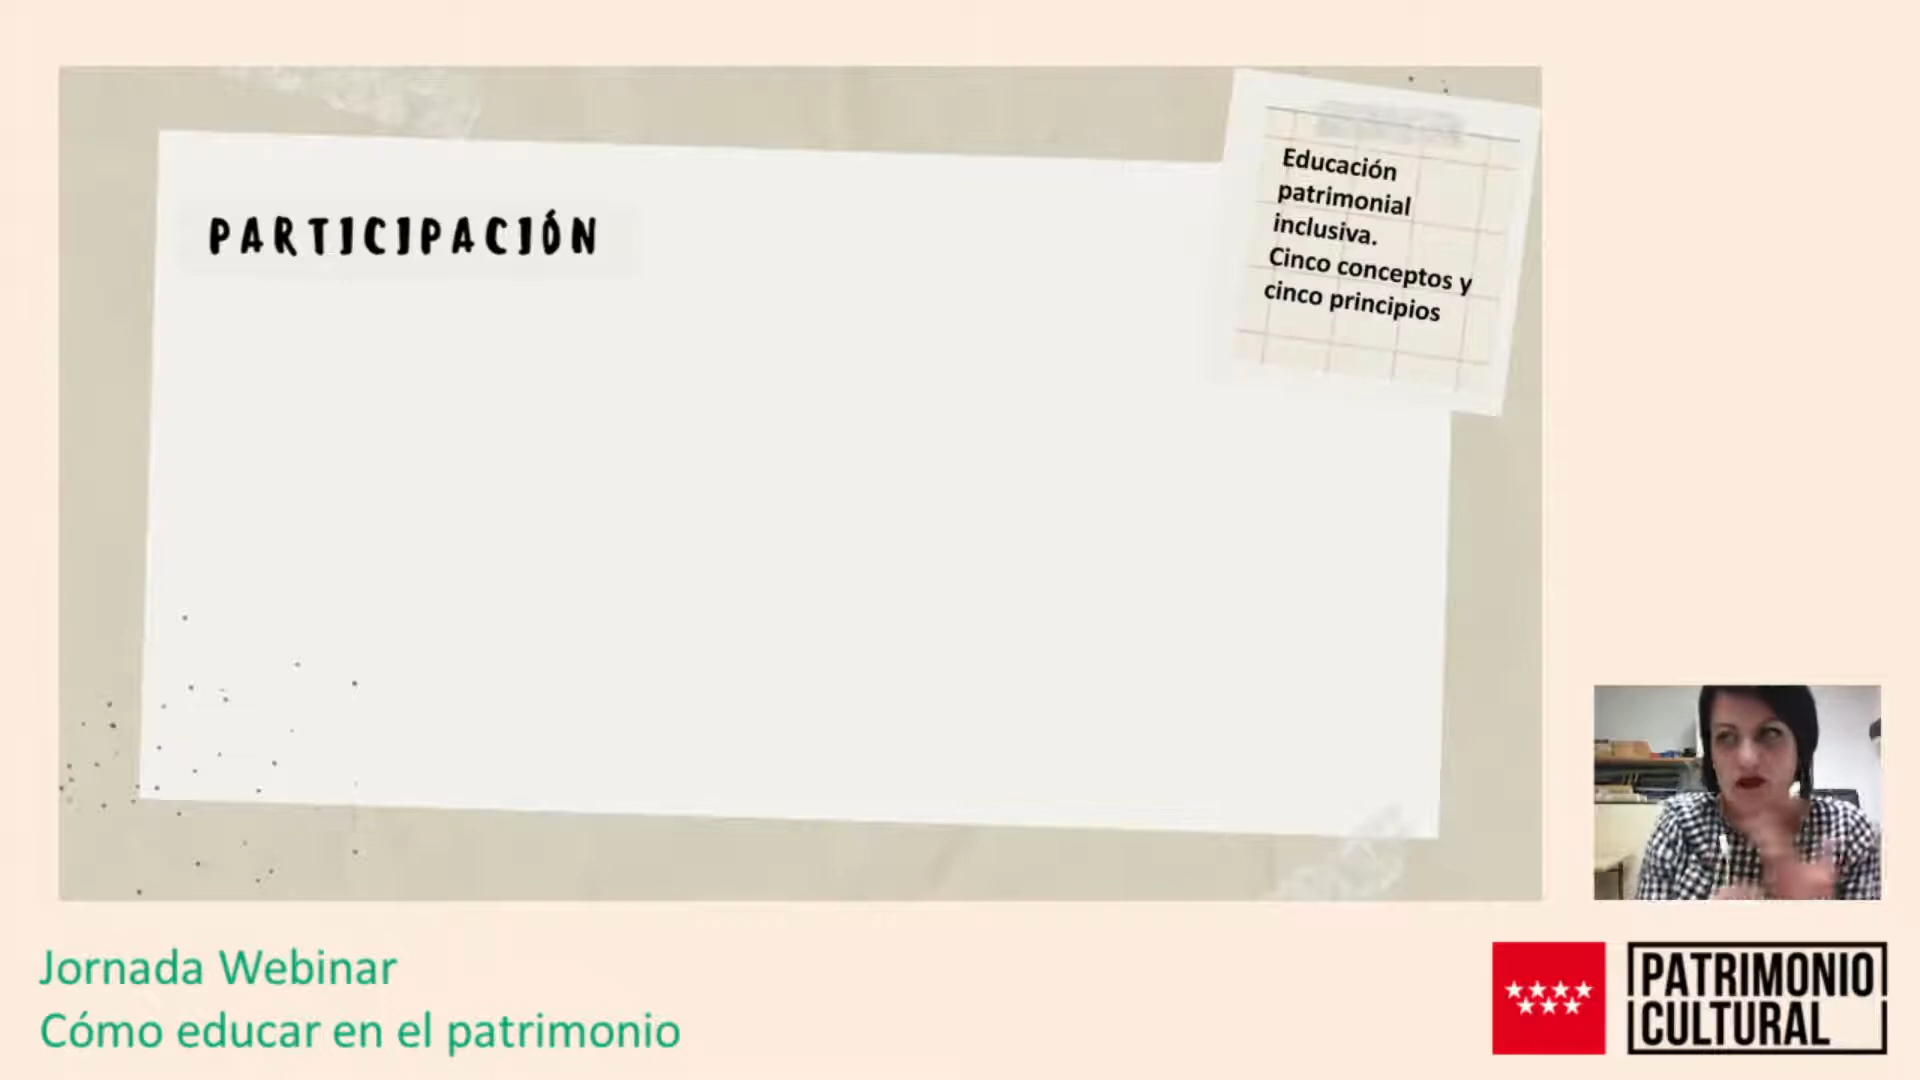 PARTICIPACIÓN
Educación
patrimonial
inclusiva.
Cinco conceptos y
cinco principios
Jornada Webinar
Cómo educar en el patrimonio
PATRIMONIO
CULTURAL